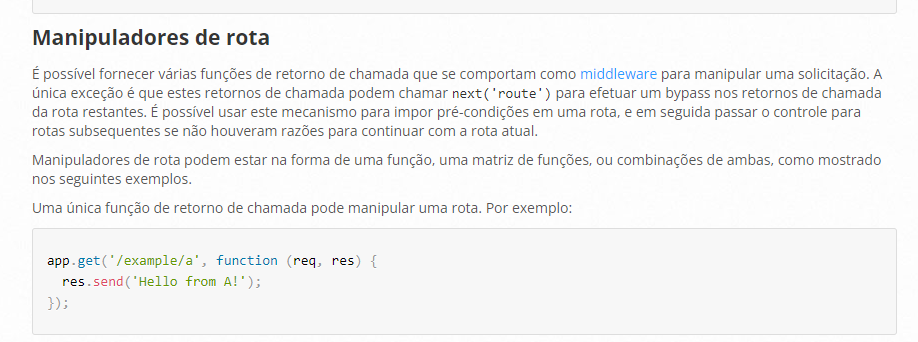 Manipuladores de rota
É possível fornecer várias funções de retorno de chamada que se comportam como middleware para manipular uma solicitação. A
única exceção é que estes retornos de chamada podem chamar next('route') para efetuar um bypass nos retornos de chamada
da rota restantes. É possível usar este mecanismo para impor pré-condições em uma rota, e em seguida passar o controle para
rotas subsequentes se não houveram razões para continuar com a rota atual.
Manipuladores de rota podem estar na forma de uma função, uma matriz de funções, ou combinações de ambas, como mostrado
nos seguintes exemplos.
Uma única função de retorno de chamada pode manipular uma rota. Por exemplo:
app.get('/example/a', function (req, res) {
  res.send('Hello from A!');
});